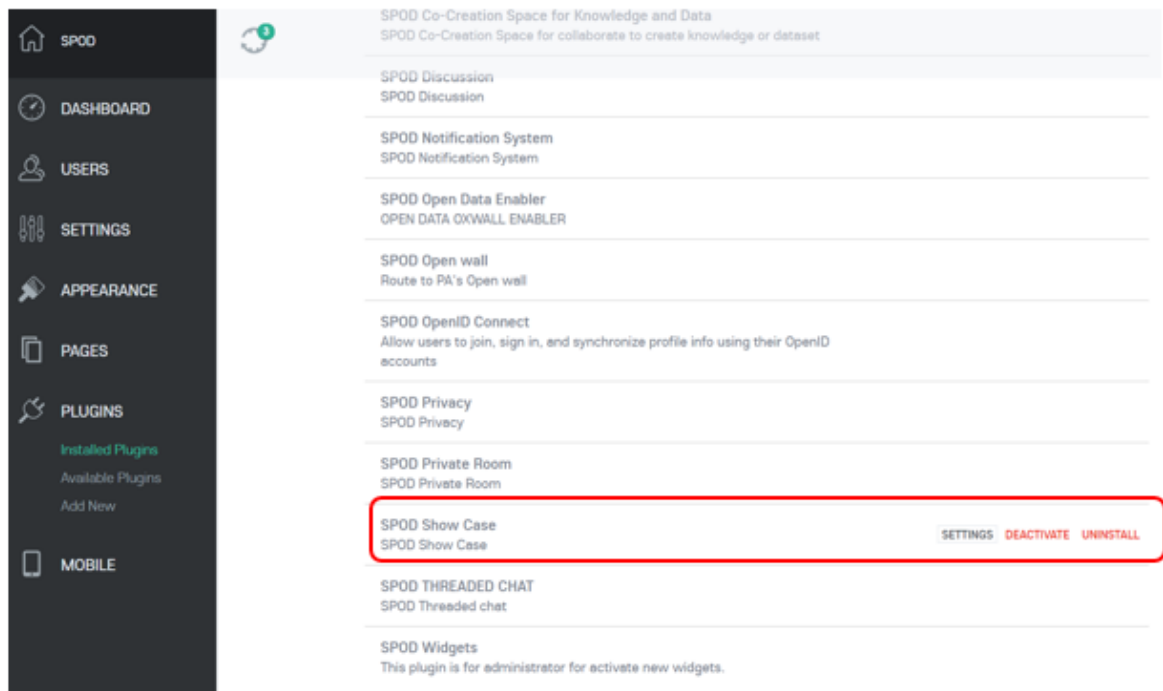 SPOD
DASHBOARD
USERS
SETTINGS
APPEARANCE
PAGES
PLUGINS
Installed Plugins
Available Plugins
Add New
MOBILE
3
SPOD Co-Creation Space for Knowledge and Data
SPOD Co-Creation Space for collaborate to create knowledge or dataset
SPOD Discussion
SPOD Discussion
SPOD Notification System
SPOD Notification System
SPOD Open Data Enabler
OPEN DATA OXWALL ENABLER
SPOD Open wall
Route to PA's Open wall
SPOD OpenID Connect
Allow users to join, sign in, and synchronize profile info using their OpenID
accounts
SPOD Privacy
SPOD Privacy
SPOD Private Room
SPOD Private Room
SPOD Show Case
SPOD Show Case
SETTINGS DEACTIVATE UNINSTALL
SPOD THREADED CHAT
SPOD Threaded chat
SPOD Widgets
This plugin is for administrator for activate new widgets.